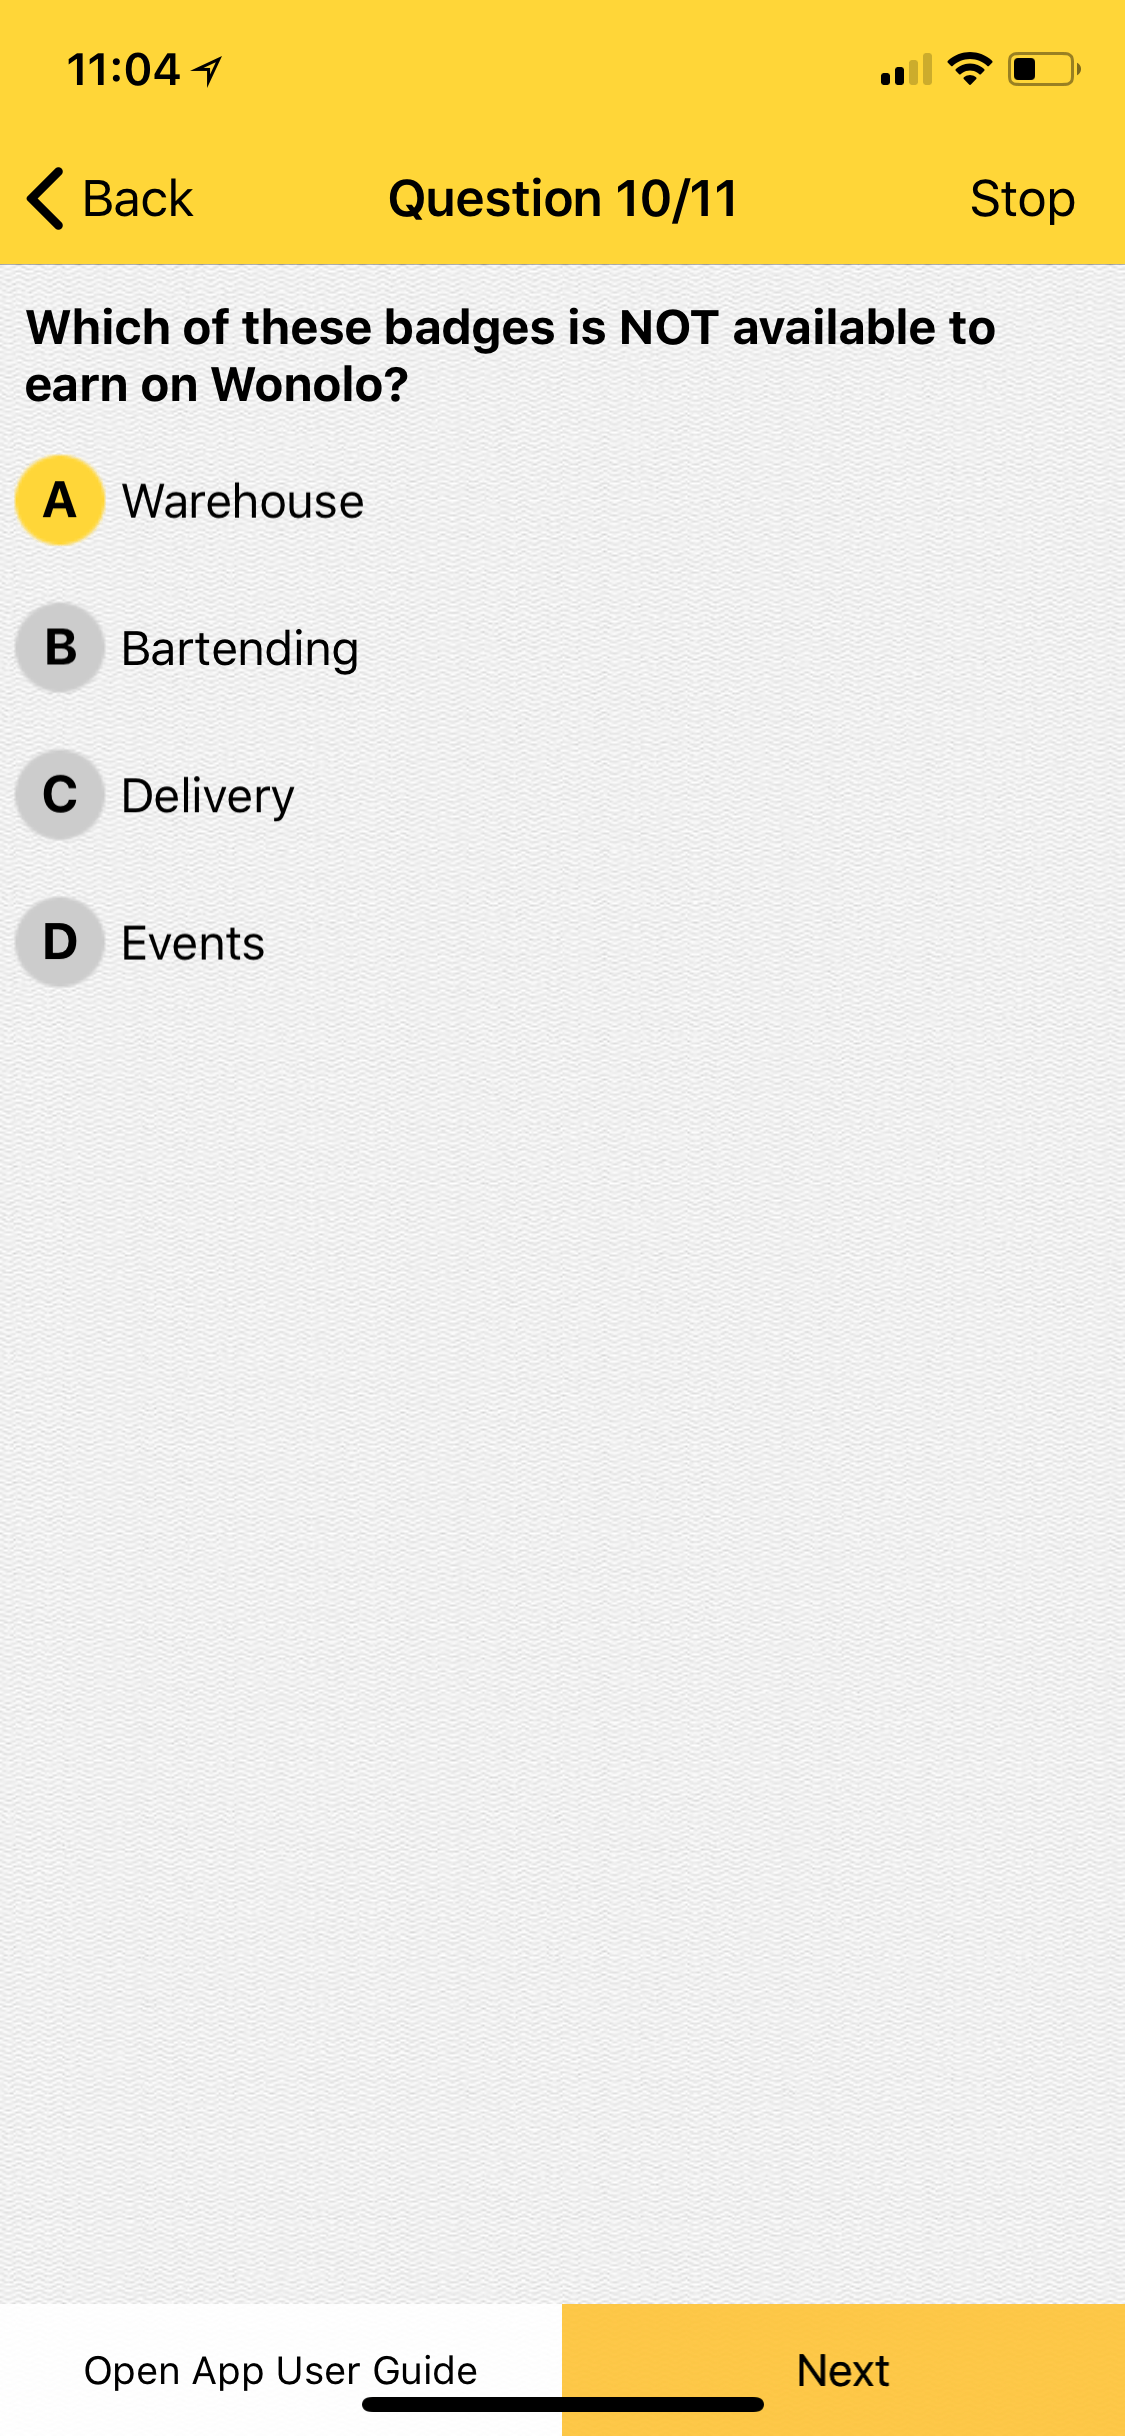 11:04
Back
Question 10/11
Stop
Which of these badges is NOT available to
earn on Wonolo?
A Warehouse
B Bartending
C Delivery
D Events
Open App User Guide
Next